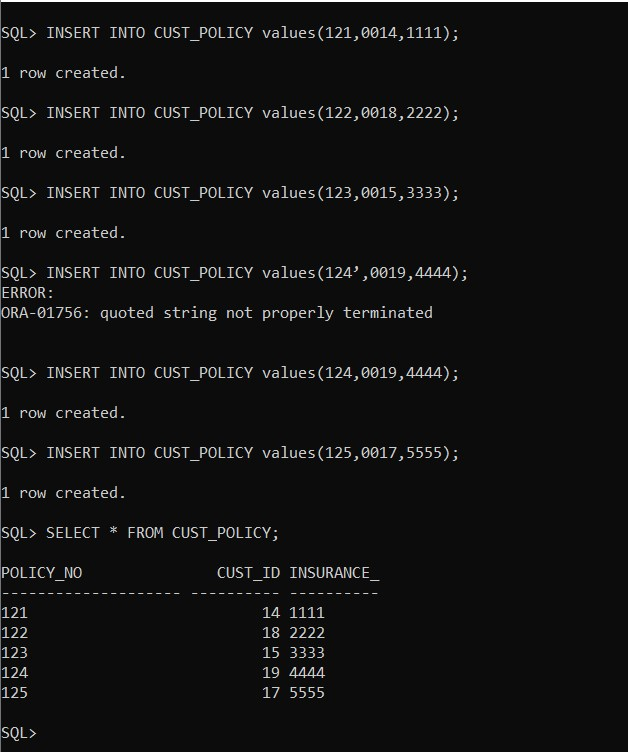 SQL> INSERT INTO CUST_POLICY values(121,0014,1111);
1 row created.
SQL> INSERT INTO CUST_POLICY values(122,0018,2222);
1 row created.
SQL> INSERT INTO CUST_POLICY values(123,0015,3333);
1 row created.
SQL> INSERT INTO CUST_POLICY values(124’,0019,4444);
ERROR:
ORA-01756: quoted string not properly terminated
SQL> INSERT INTO CUST_POLICY values(124,0019,4444);
1 row created.
SQL> INSERT INTO CUST_POLICY values(125,0017,5555);
1 row created.
SQL> SELECT * FROM CUST_POLICY;
POLICY_NO               CUST_ID INSURANCE_
-------------------- ---------- ----------
121                          14 1111
122                          18 2222
123                          15 3333
124                          19 4444
125                          17 5555
SQL>